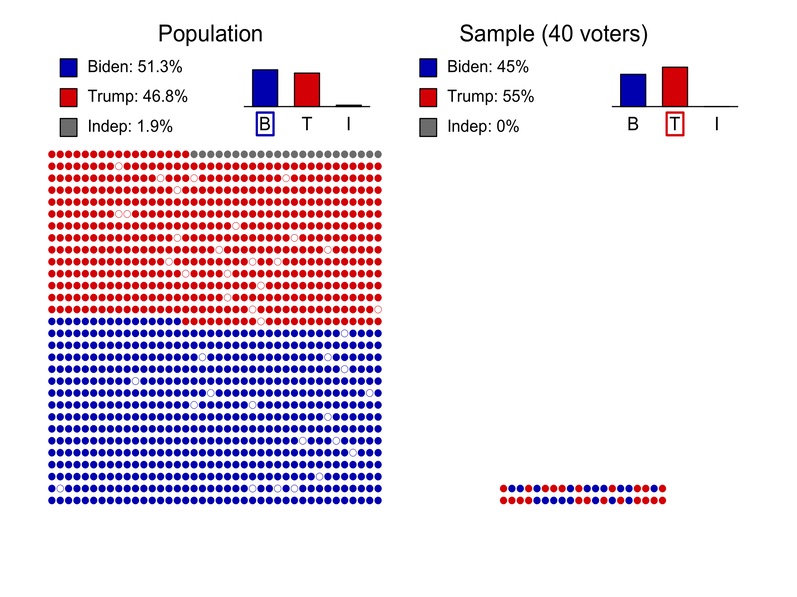 Population
Biden: 51.3%
Trump: 46.8%
Indep: 1.9%
B T I
Sample (40 voters)
Biden: 45%
Trump: 55%
Indep: 0%
B T I